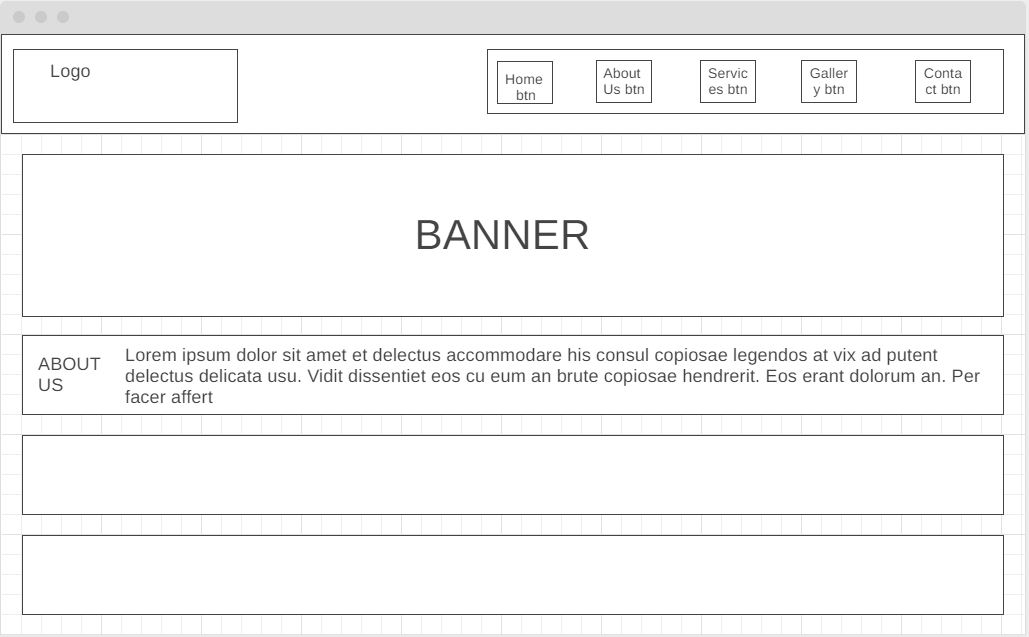 Logo
Home
btn
About
Us btn
Servic
es btn
Galler
y btn
Conta
ct btn
BANNER
ABOUT
US
Lorem ipsum dolor sit amet et delectus accommodare his consul copiosae legendos at vix ad putent
delectus delicata usu. Vidit dissentiet eos cu eum an brute copiosae hendrerit. Eos erant dolorum an. Per
facer affert